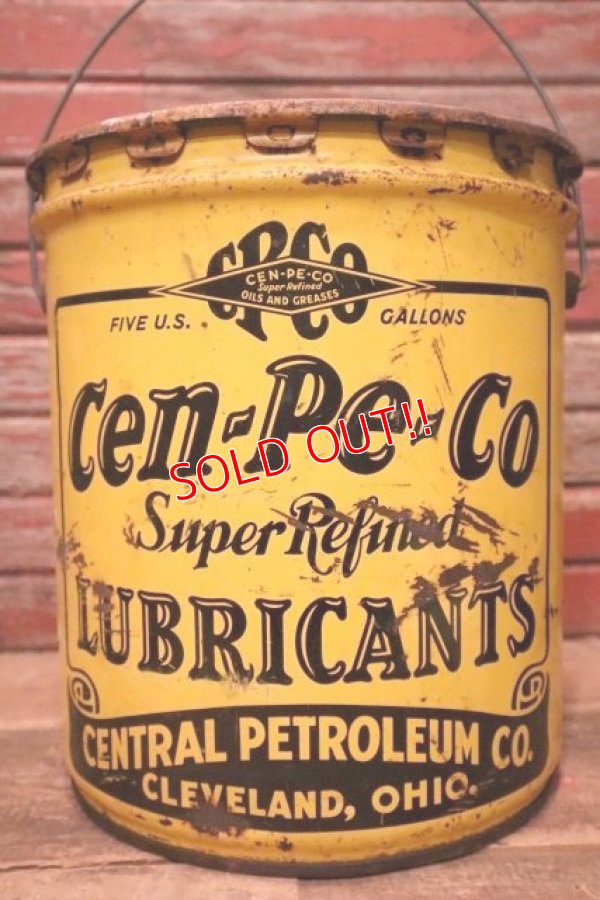 CPCo
CEN-PE-CO
Super Refined
OILS AND GREASES
FIVE U.S. GALLONS
Cen-Pe-Co
SOLD OUT!!
Super Refined
LUBRICANTS
CENTRAL PETROLEUM CO.
CLEVELAND, OHIO.